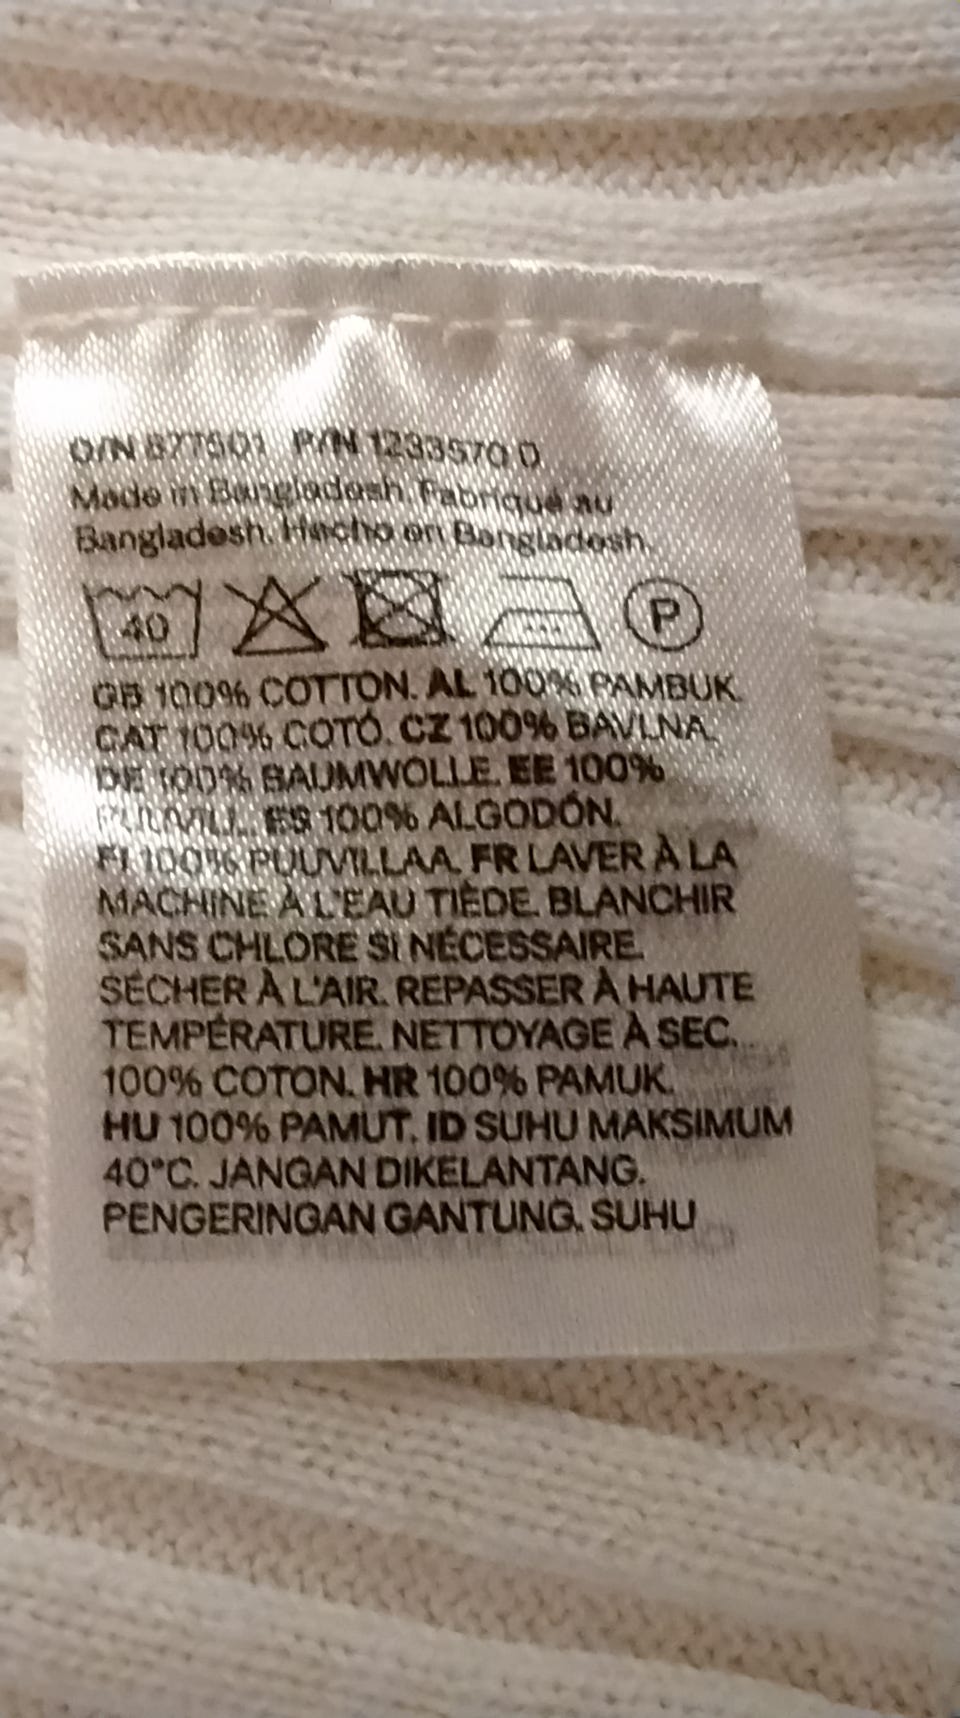 O/N 877501 P/N 1233570 0
Made in Bangladesh. Fabriqué au
Bangladesh. Hecho en Bangladesh.
40 P
GB 100% COTTON. AL 100% PAMBUK.
CAT 100% COTÓ. CZ 100% BAVLNA.
DE 100% BAUMWOLLE. EE 100%
PUUVILL. ES 100% ALGODÓN.
FI 100% PUUVILLAA. FR LAVER À LA
MACHINE À L'EAU TIÈDE. BLANCHIR
SANS CHLORE SI NÉCESSAIRE.
SÉCHER À L'AIR. REPASSER À HAUTE
TEMPÉRATURE. NETTOYAGE À SEC.
100% COTON. HR 100% PAMUK.
HU 100% PAMUT. ID SUHU MAKSIMUM
40°C. JANGAN DIKELANTANG.
PENGERINGAN GANTUNG. SUHU